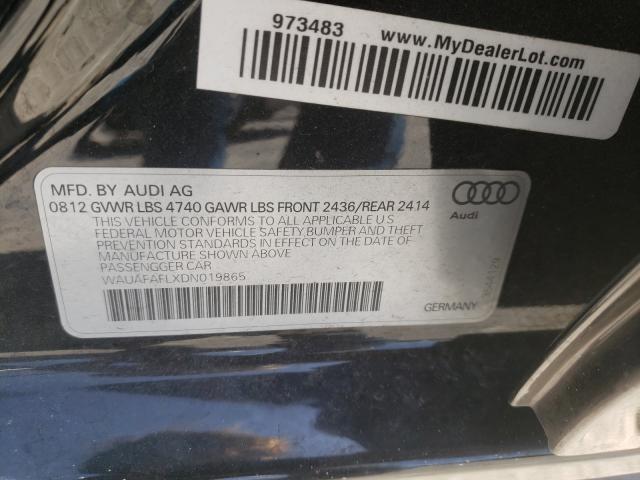 973483
www.MyDealerLot.com
MFD. BY AUDI AG
0812 GVWR LBS 4740 GAWR LBS FRONT 2436/REAR 2414
THIS VEHICLE CONFORMS TO ALL APPLICABLE U S
FEDERAL MOTOR VEHICLE SAFETY,BUMPER AND THEFT
PREVENTION STANDARDS IN EFFECT ON THE DATE OF
MANUFACTURE SHOWN ABOVE
PASSENGGER CAR
WAUAFAFLXDN019865
Audi
GERMANY